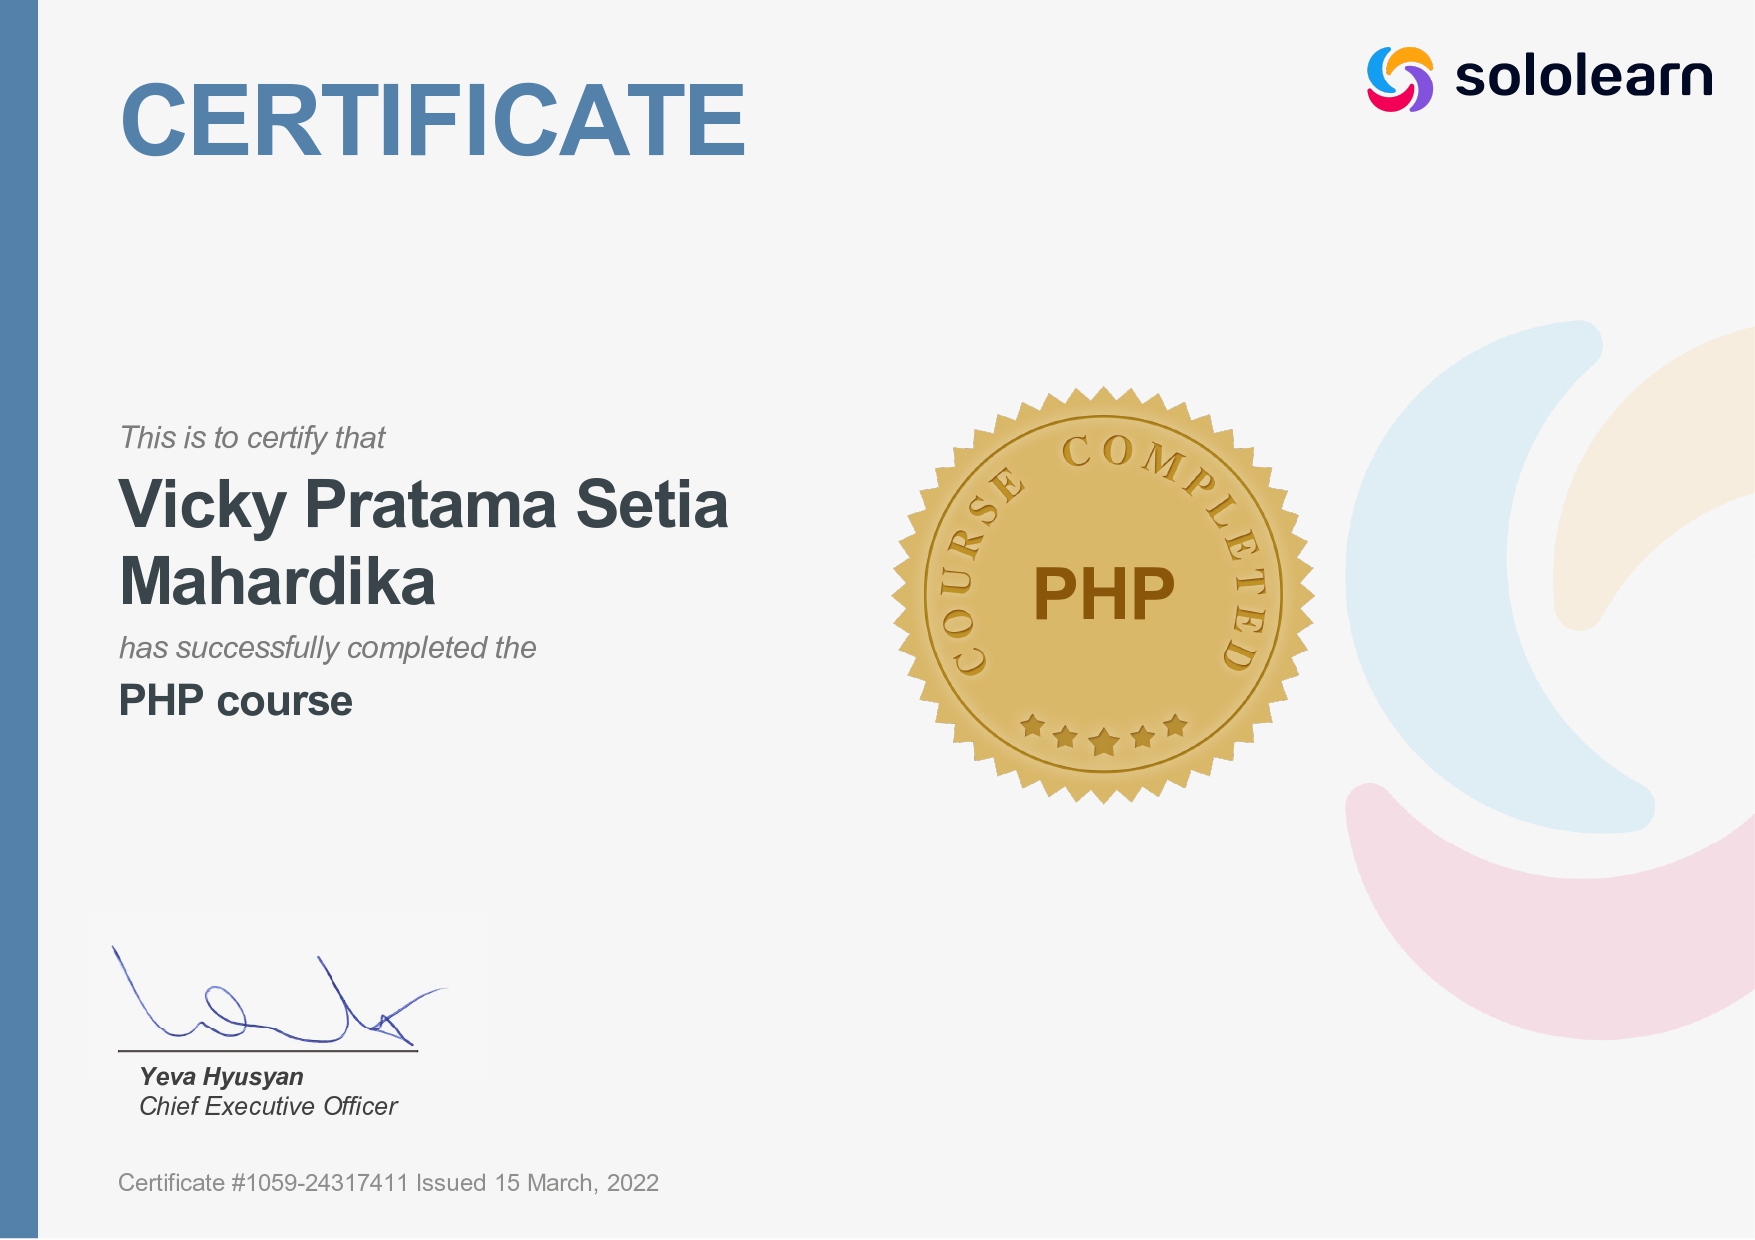 CERTIFICATE
sololearn
This is to certify that
Vicky Pratama Setia
Mahardika
has successfully completed the
PHP course
COURSE COMPLETED
PHP
Yeva Hyusyan
Chief Executive Officer
Certificate #1059-24317411 Issued 15 March, 2022